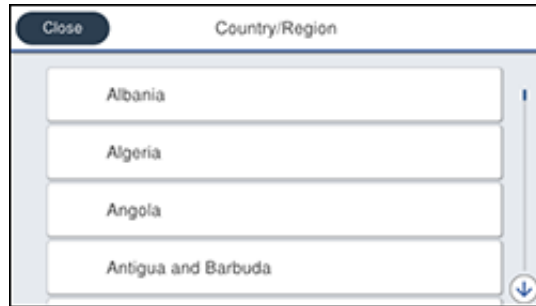 Close
Country/Region
Albania
Algeria
Angola
Antigua and Barbuda